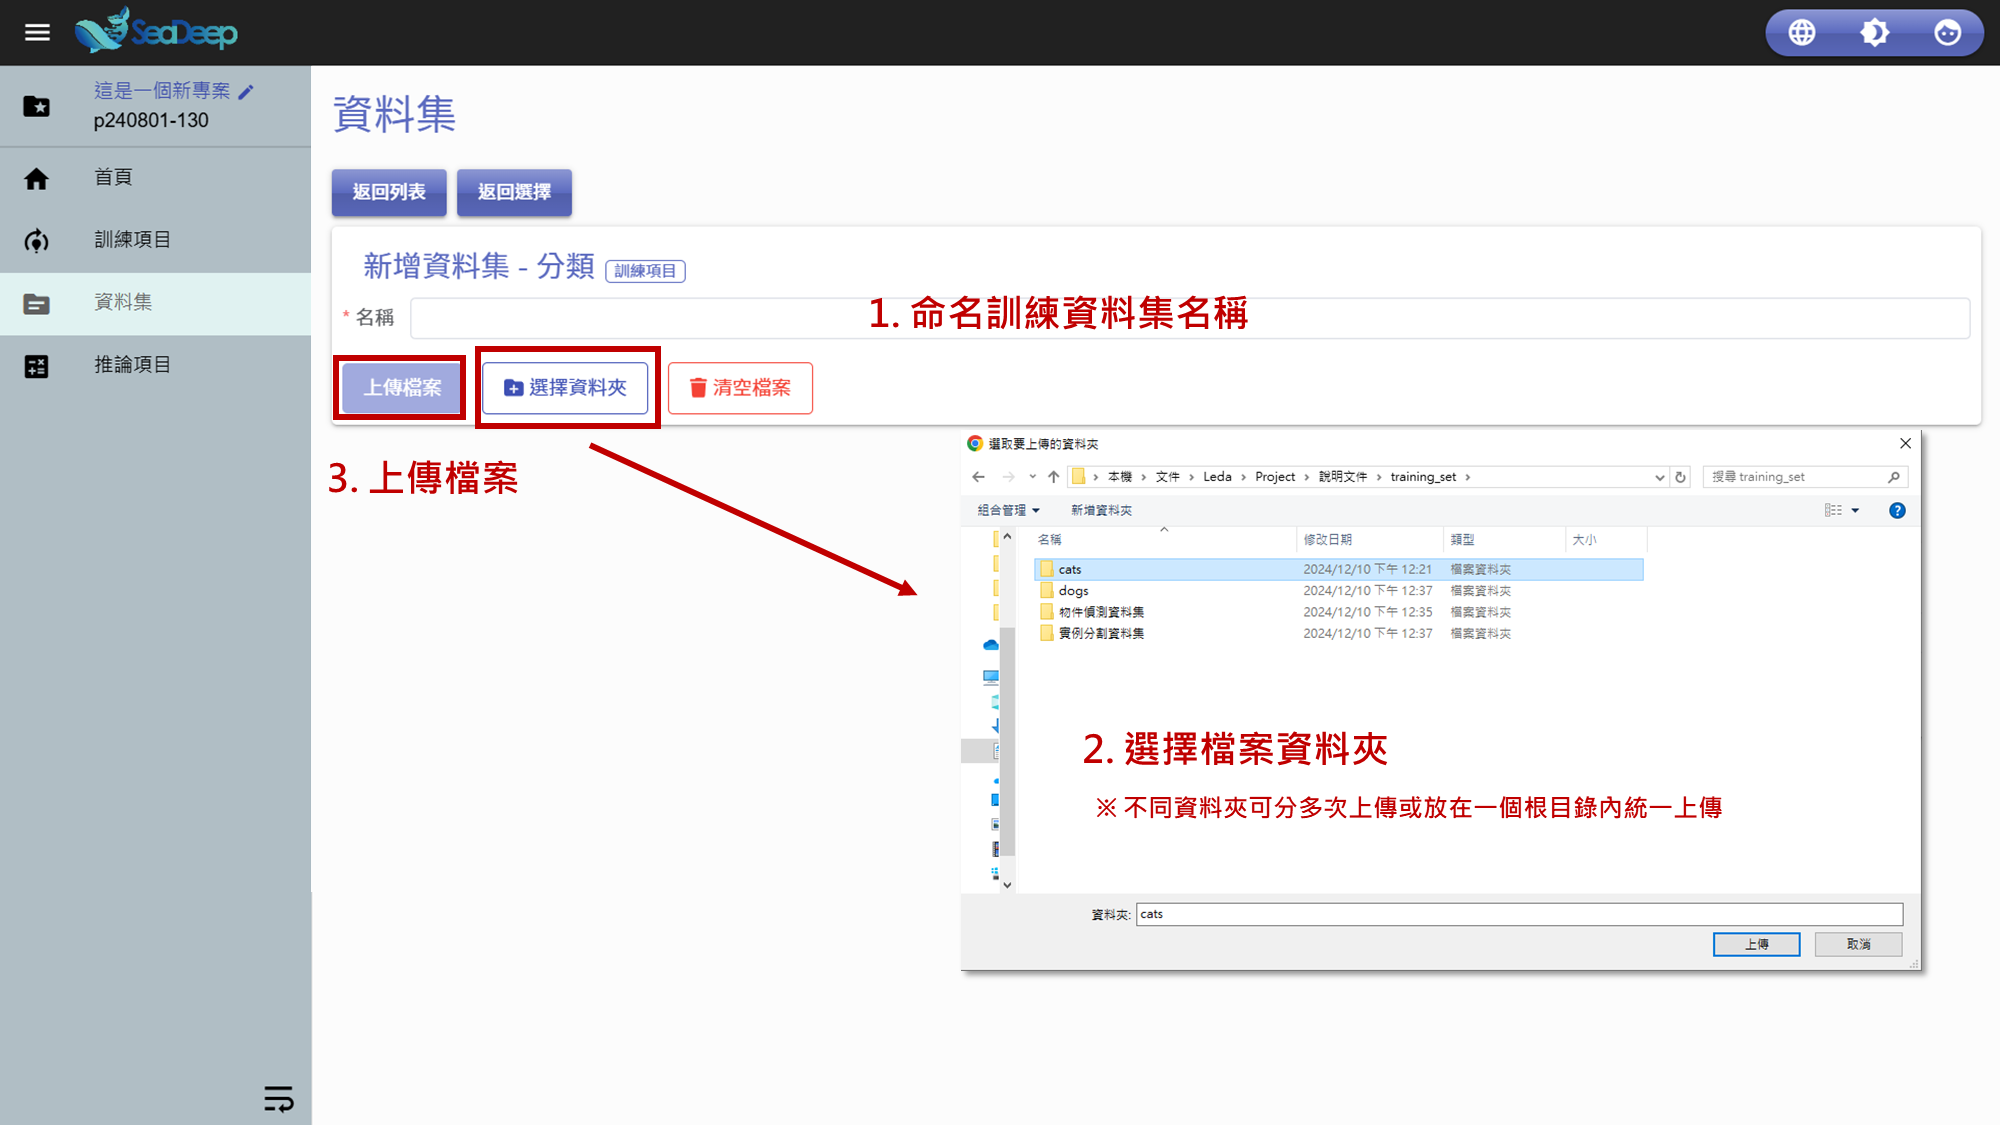 SeaDeep
這是一個新專案
p240801-130
首頁
訓練項目
資料集
推論項目
資料集
返回列表
返回選擇
新增資料集 - 分類 訓練項目
* 名稱
1. 命名訓練資料集名稱
上傳檔案
選擇資料夾
清空檔案
3. 上傳檔案
選取要上傳的資料夾
本機 › 文件 › Leda › Project › 說明文件 › training_set ›
搜尋 training_set
組合管理
新增資料夾
名稱 修改日期 類型 大小
cats 2024/12/10 下午 12:21 檔案資料夾
dogs 2024/12/10 下午 12:37 檔案資料夾
物件偵測資料集 2024/12/10 下午 12:35 檔案資料夾
實例分割資料集 2024/12/10 下午 12:37 檔案資料夾
2. 選擇檔案資料夾
※ 不同資料夾可分多次上傳或放在一個根目錄內統一上傳
資料夾: cats
上傳
取消